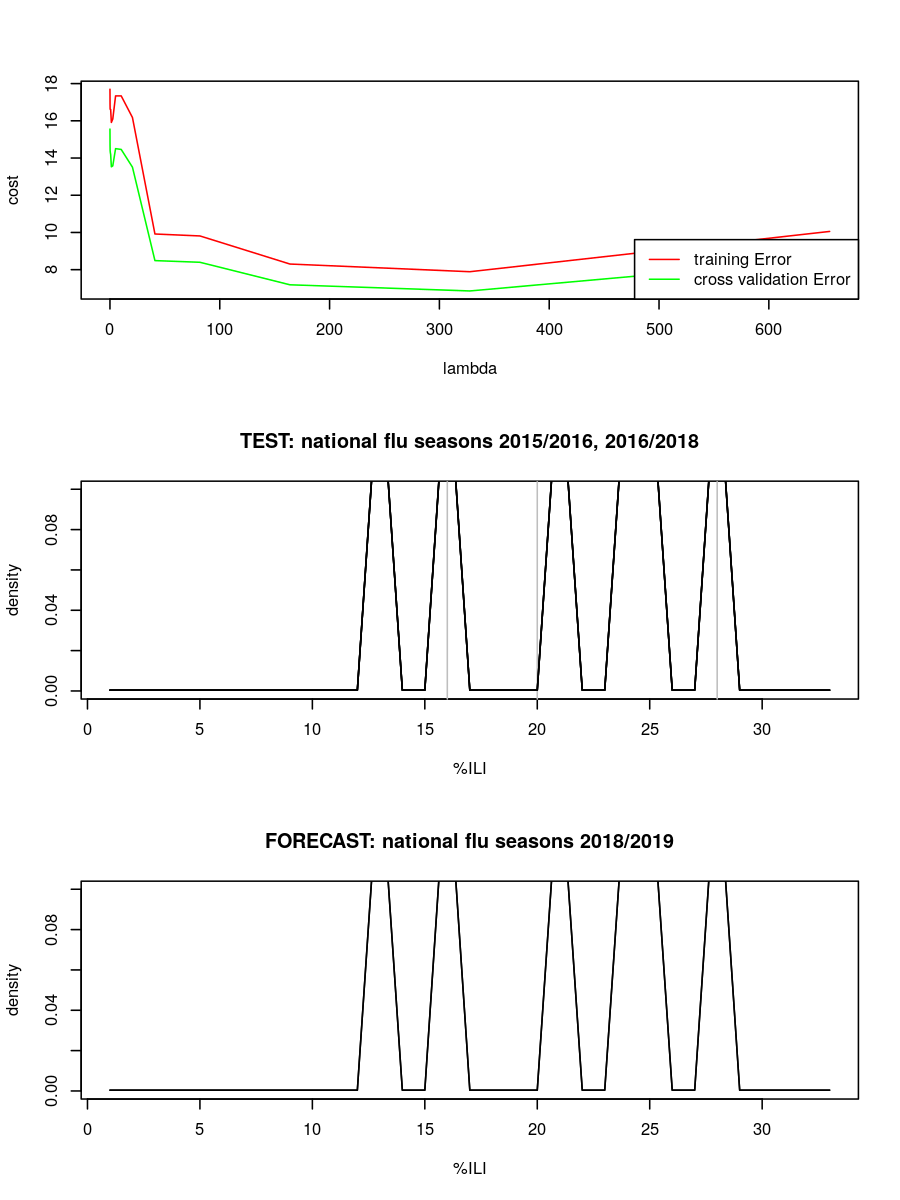 18
16
14
12
10
8
cost
training Error
cross validation Error
0 100 200 300 400 500 600
lambda
TEST: national flu seasons 2015/2016, 2016/2018
0.08
0.04
0.00
density
0 5 10 15 20 25 30
%ILI
FORECAST: national flu seasons 2018/2019
0.08
0.04
0.00
density
0 5 10 15 20 25 30
%ILI